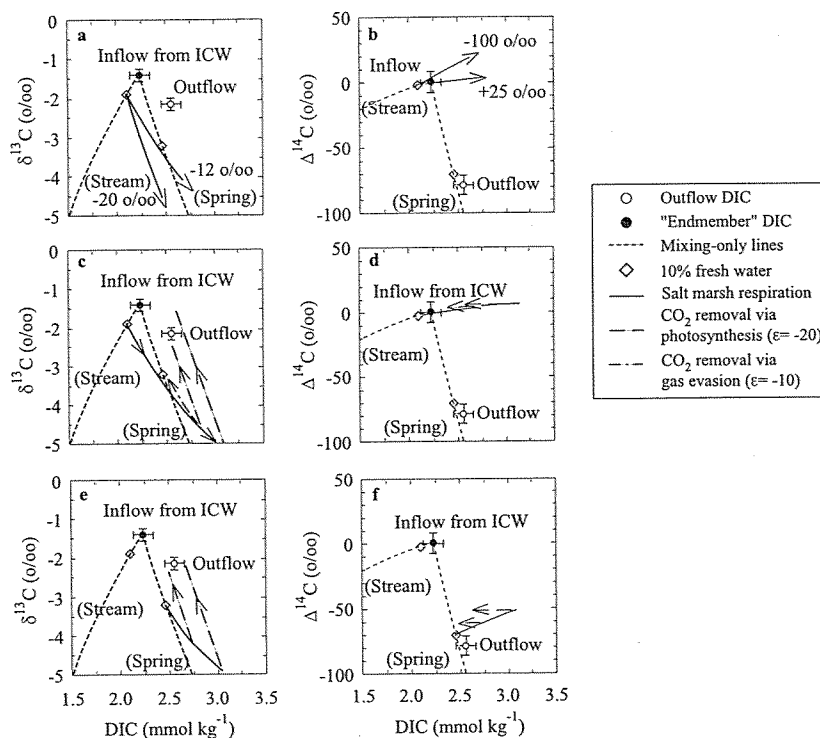 a
Inflow from ICW
Outflow
(Stream)
-12 o/oo
-20 o/oo
(Spring)
δ¹³C (o/oo)
0
-1
-2
-3
-4
-5
b
-100 o/oo
Inflow
(Stream)
+25 o/oo
(Spring)
Outflow
Δ¹⁴C (o/oo)
50
0
-50
-100
c
Inflow from ICW
Outflow
(Stream)
(Spring)
δ¹³C (o/oo)
0
-1
-2
-3
-4
-5
d
Inflow from ICW
(Stream)
(Spring)
Outflow
Δ¹⁴C (o/oo)
50
0
-50
-100
e
Inflow from ICW
Outflow
(Stream)
(Spring)
δ¹³C (o/oo)
0
-1
-2
-3
-4
-5
1.5 2.0 2.5 3.0 3.5
DIC (mmol kg⁻¹)
f
Inflow from ICW
(Stream)
(Spring)
Outflow
Δ¹⁴C (o/oo)
50
0
-50
-100
1.5 2.0 2.5 3.0 3.5
DIC (mmol kg⁻¹)
Outflow DIC
"Endmember" DIC
Mixing-only lines
10% fresh water
Salt marsh respiration
CO₂ removal via
photosynthesis (ε= -20)
CO₂ removal via
gas evasion (ε= -10)